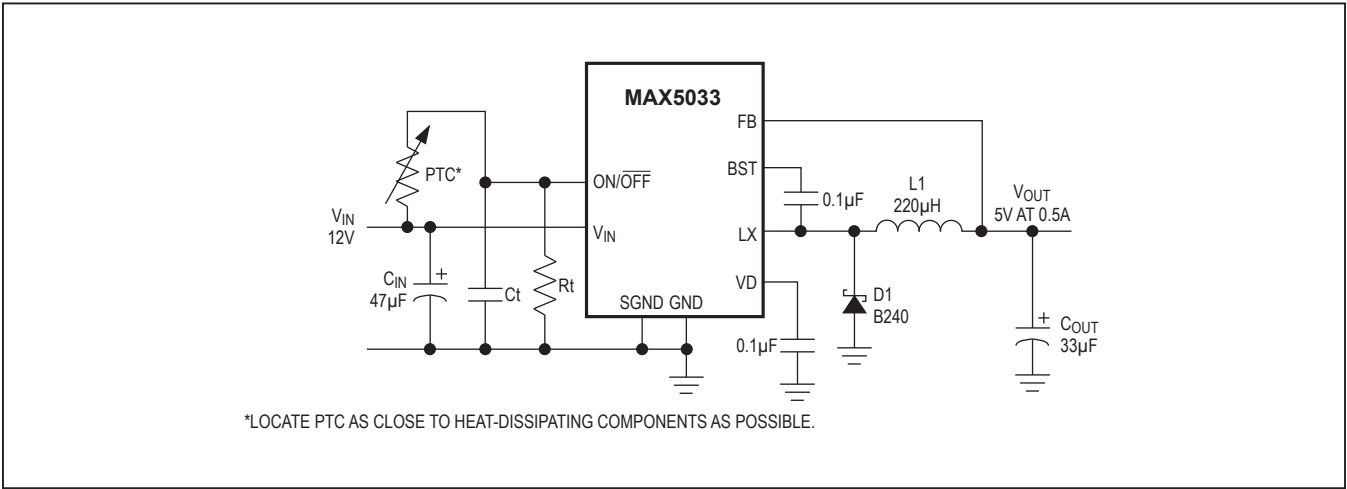 MAX5033
FB
BST
LX
VD
ON/OFF
VIN
SGND GND
PTC*
VIN
12V
CIN
47µF
+
Ct
Rt
0.1µF
0.1µF
L1
220µH
VOUT
5V AT 0.5A
D1
B240
+
COUT
33µF
*LOCATE PTC AS CLOSE TO HEAT-DISSIPATING COMPONENTS AS POSSIBLE.